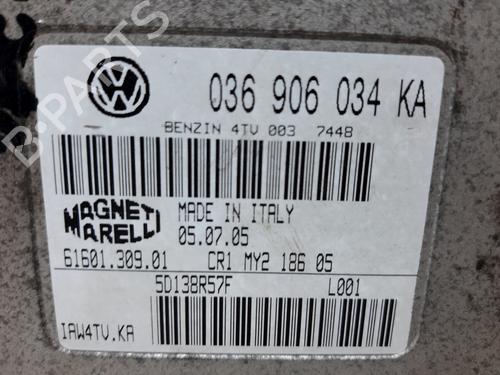 036 906 034 KA
BENZIN 4TV 003 7448
MAGNETI
MARELLI
MADE IN ITALY
05.07.05
61601.309.01 CR1 MY2 186 05
5D138R57F L001
IAW4TV.KA
B-PARTS